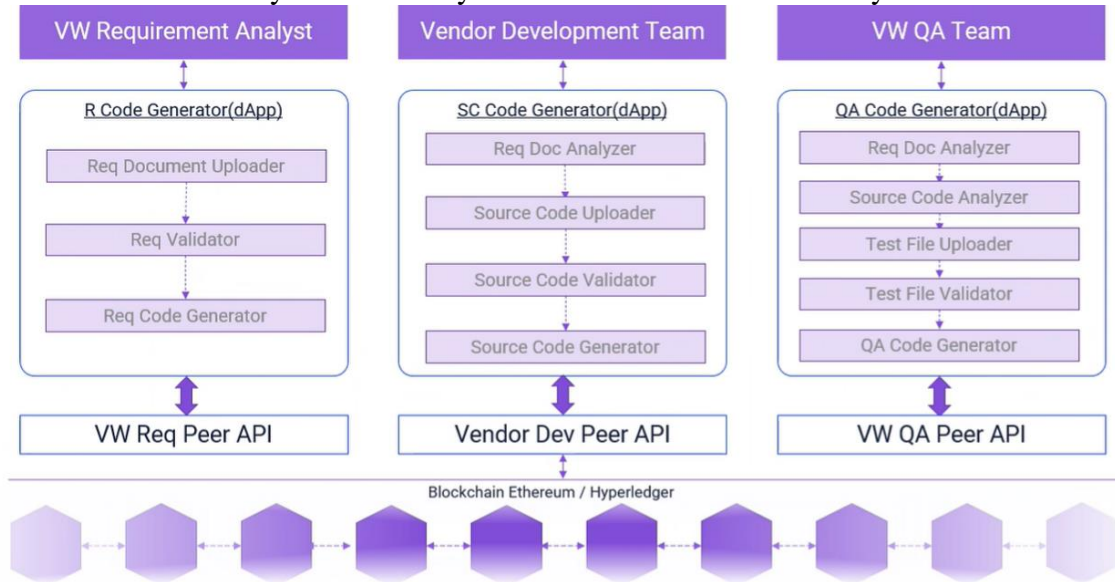 VW Requirement Analyst
Vendor Development Team
VW QA Team
R Code Generator(dApp)
Req Document Uploader
Req Validator
Req Code Generator
SC Code Generator(dApp)
Req Doc Analyzer
Source Code Uploader
Source Code Validator
Source Code Generator
QA Code Generator(dApp)
Req Doc Analyzer
Source Code Analyzer
Test File Uploader
Test File Validator
QA Code Generator
VW Req Peer API
Vendor Dev Peer API
VW QA Peer API
Blockchain Ethereum / Hyperledger